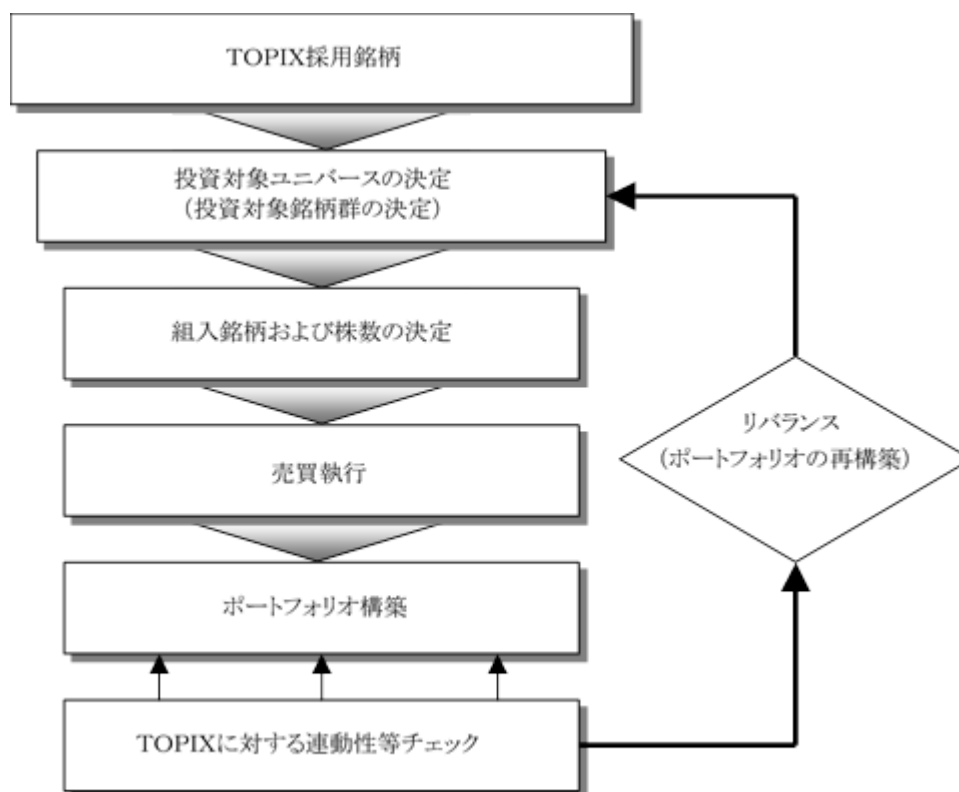 TOPIX採用銘柄
投資対象ユニバースの決定
（投資対象銘柄群の決定）
組入銘柄および株数の決定
売買執行
ポートフォリオ構築
TOPIXに対する連動性等チェック
リバランス
（ポートフォリオの再構築）